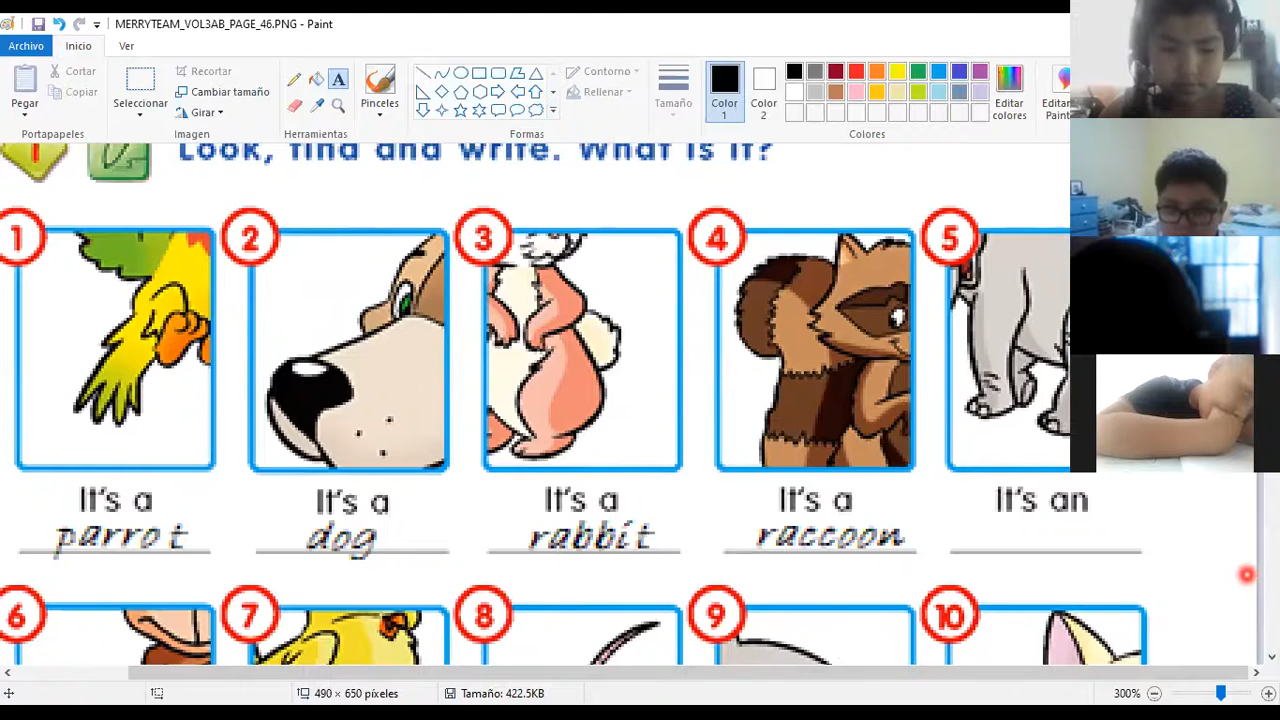 MERRYTEAM_VOL3AB_PAGE_46.PNG - Paint
Archivo Inicio Ver
Pegar
Cortar
Copiar
Portapapeles
Seleccionar
Recortar
Cambiar tamaño
Girar
Imagen
A
Herramientas
Pinceles
Contorno
Rellenar
Formas
Tamaño
Color 1
Color 2
Editar colores
Editar
Paint
Colores
Look, find and write. What is it?
1 2 3 4 5
It's a It's a It's a It's a It's an
parrot dog rabbit raccoon
6 7 8 9 10
490 × 650 píxeles Tamaño: 422.5KB 300%